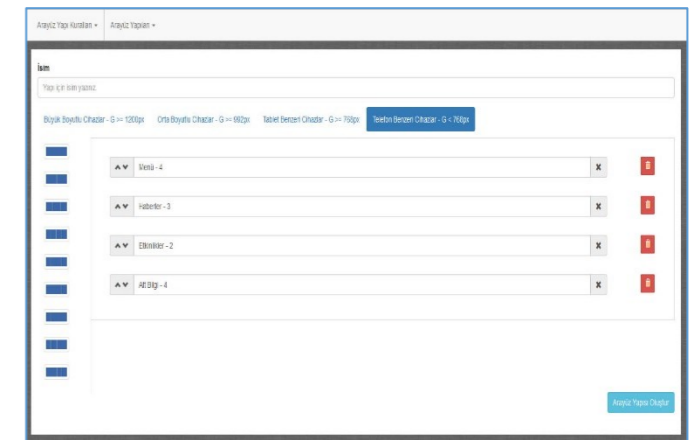 Arayüz Yapı Kuralları Arayüz Yapıları
İsim
Yapı için isim yazınız.
Büyük Boyutlu Cihazlar - G >= 1200px Orta Boyutlu Cihazlar - G >= 992px Tablet Benzeri Cihazlar - G >= 768px Telefon Benzeri Cihazlar - G < 768px
Menü - 4
Haberler - 3
Etkinlikler - 2
Alt Bilgi - 4
Arayüz Yapısı Oluştur